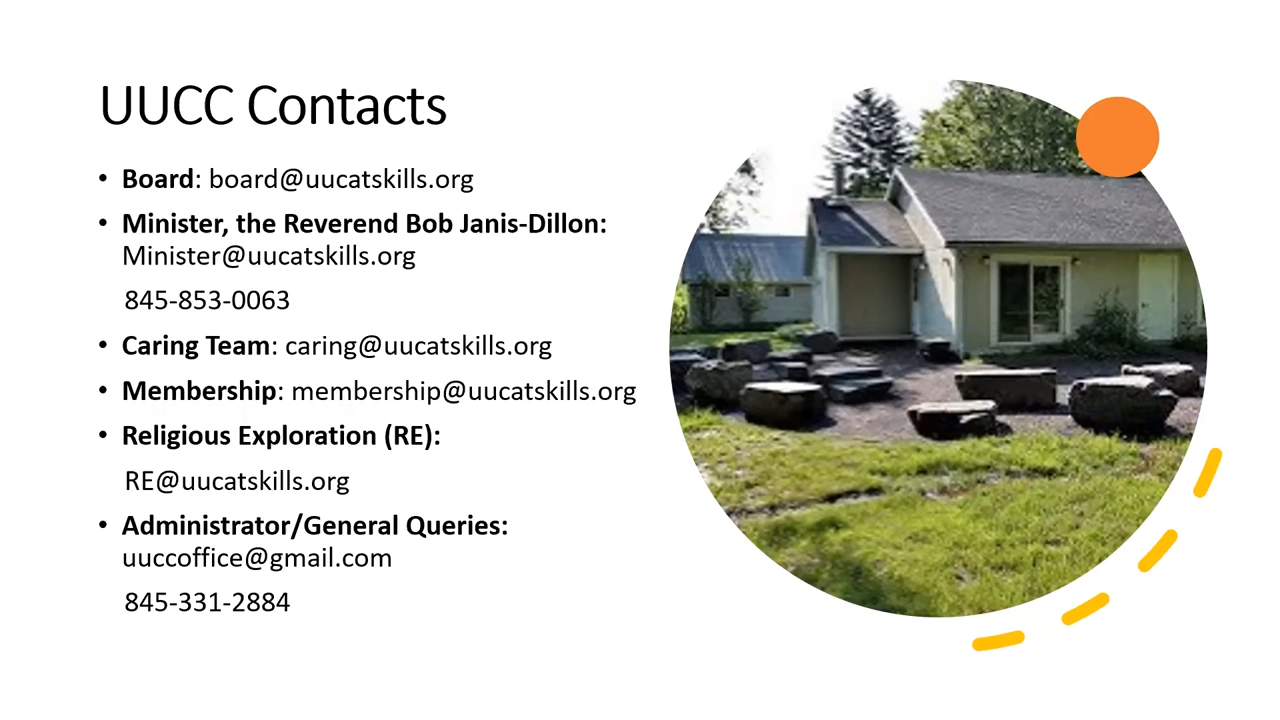 UUCC Contacts
• Board: board@uucatskills.org
• Minister, the Reverend Bob Janis-Dillon:
Minister@uucatskills.org
845-853-0063
• Caring Team: caring@uucatskills.org
• Membership: membership@uucatskills.org
• Religious Exploration (RE):
RE@uucatskills.org
• Administrator/General Queries:
uuccoffice@gmail.com
845-331-2884